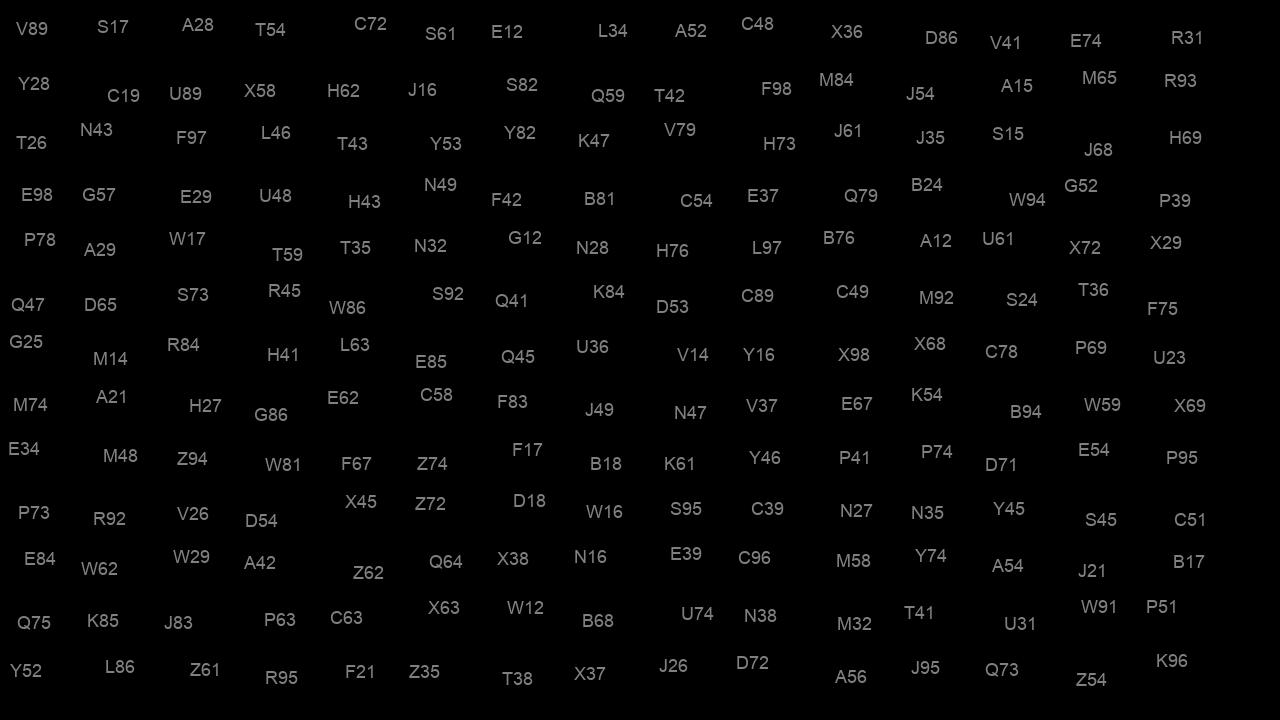 V89 S17 A28 T54 C72 S61 E12 L34 A52 C48 X36 D86 V41 E74 R31
Y28 C19 U89 X58 H62 J16 S82 Q59 T42 F98 M84 J54 A15 M65 R93
T26 N43 F97 L46 T43 Y53 Y82 K47 V79 H73 J61 J35 S15 J68 H69
E98 G57 E29 U48 H43 N49 F42 B81 C54 E37 Q79 B24 W94 G52 P39
P78 A29 W17 T59 T35 N32 G12 N28 H76 L97 B76 A12 U61 X72 X29
Q47 D65 S73 R45 W86 S92 Q41 K84 D53 C89 C49 M92 S24 T36 F75
G25 M14 R84 H41 L63 E85 Q45 U36 V14 Y16 X98 X68 C78 P69 U23
M74 A21 H27 G86 E62 C58 F83 J49 N47 V37 E67 K54 B94 W59 X69
E34 M48 Z94 W81 F67 Z74 F17 B18 K61 Y46 P41 P74 D71 E54 P95
P73 R92 V26 D54 X45 Z72 D18 W16 S95 C39 N27 N35 Y45 S45 C51
E84 W62 W29 A42 Z62 Q64 X38 N16 E39 C96 M58 Y74 A54 J21 B17
Q75 K85 J83 P63 C63 X63 W12 B68 U74 N38 M32 T41 U31 W91 P51
Y52 L86 Z61 R95 F21 Z35 T38 X37 J26 D72 A56 J95 Q73 Z54 K96